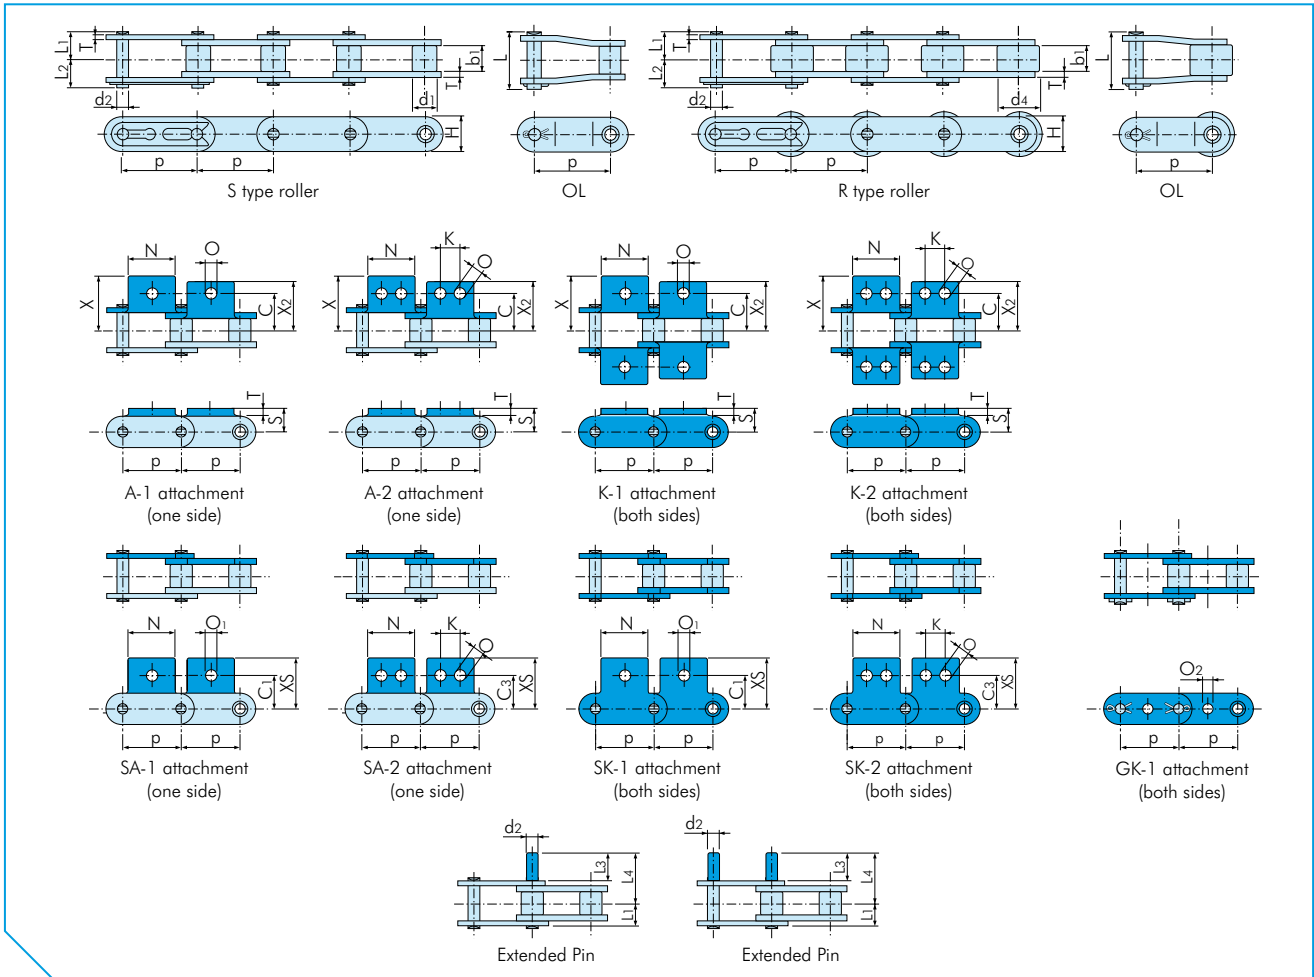 L1 T L2 d2 b1 T d1 H p p
S type roller
L p
OL
L1 T L2 d2 b1 T d4 H p p
R type roller
L p
OL
N O X C X2 T S p p
A-1 attachment
(one side)
N K O X C X2 T S p p
A-2 attachment
(one side)
N O X C X2 T S p p
K-1 attachment
(both sides)
N K O X C X2 T S p p
K-2 attachment
(both sides)
N O1 C1 XS p p
SA-1 attachment
(one side)
N K O C3 XS p p
SA-2 attachment
(one side)
N O1 C1 XS p p
SK-1 attachment
(both sides)
N K O C3 XS p p
SK-2 attachment
(both sides)
O2 p p
GK-1 attachment
(both sides)
d2 L3 L4 L1
Extended Pin
d2 L3 L4 L1
Extended Pin